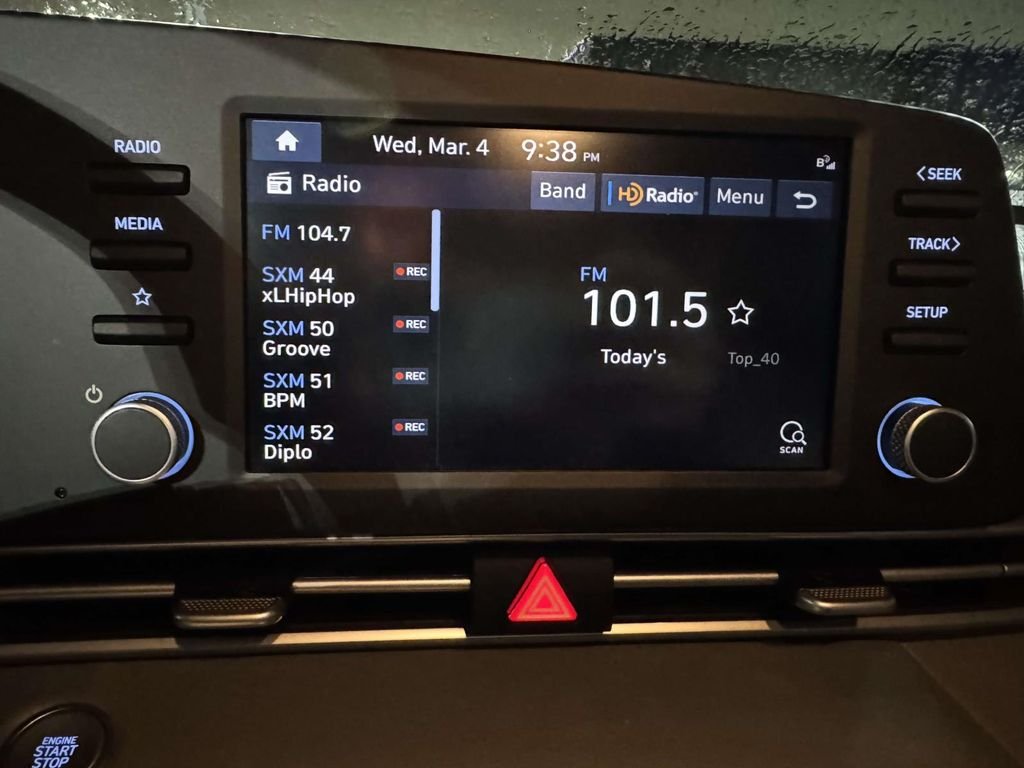 RADIO
MEDIA
Wed, Mar. 4 9:38 PM
B
Radio Band HD Radio® Menu
FM 104.7
SXM 44 REC
xLHipHop
SXM 50 REC
Groove
SXM 51 REC
BPM
SXM 52 REC
Diplo
FM
101.5
Today's Top_40
SCAN
<SEEK
TRACK>
SETUP
ENGINE
START
STOP